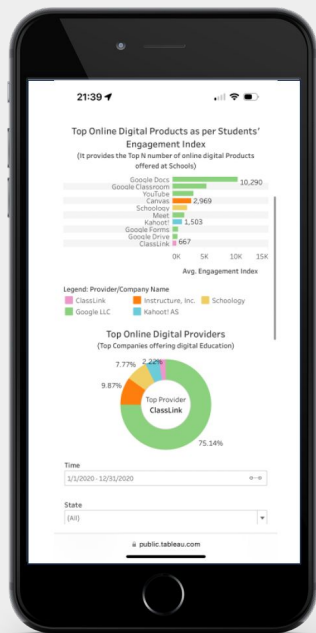 21:39
Top Online Digital Products as per Students'
Engagement Index
(It provides the Top N number of online digital Products
offered at Schools)
Google Docs 10,290
Google Classroom
YouTube
Canvas 2,969
Schoology
Meet
Kahoot! 1,503
Google Forms
Google Drive
ClassLink 667
0K 5K 10K 15K
Avg. Engagement Index
Legend: Provider/Company Name
ClassLink Instructure, Inc. Schoology
Google LLC Kahoot! AS
Top Online Digital Providers
(Top Companies offering digital Education)
7.77% 2.22%
9.87%
Top Provider
ClassLink
75.14%
Time
1/1/2020 - 12/31/2020
State
(All)
public.tableau.com